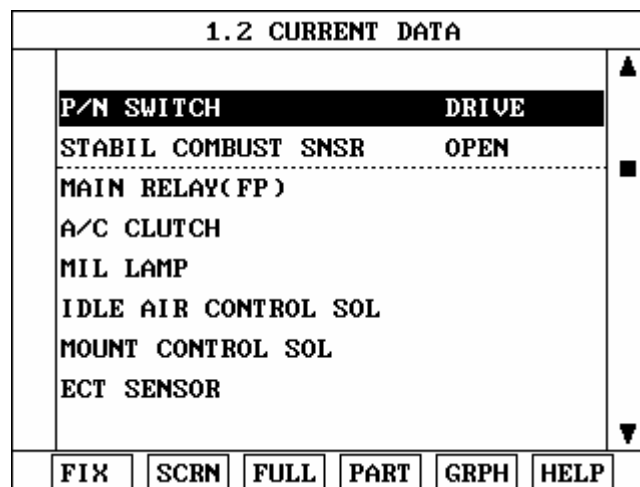 1.2 CURRENT DATA
P/N SWITCH DRIVE
STABIL COMBUST SNSR OPEN
MAIN RELAY(FP)
A/C CLUTCH
MIL LAMP
IDLE AIR CONTROL SOL
MOUNT CONTROL SOL
ECT SENSOR
FIX SCRN FULL PART GRPH HELP